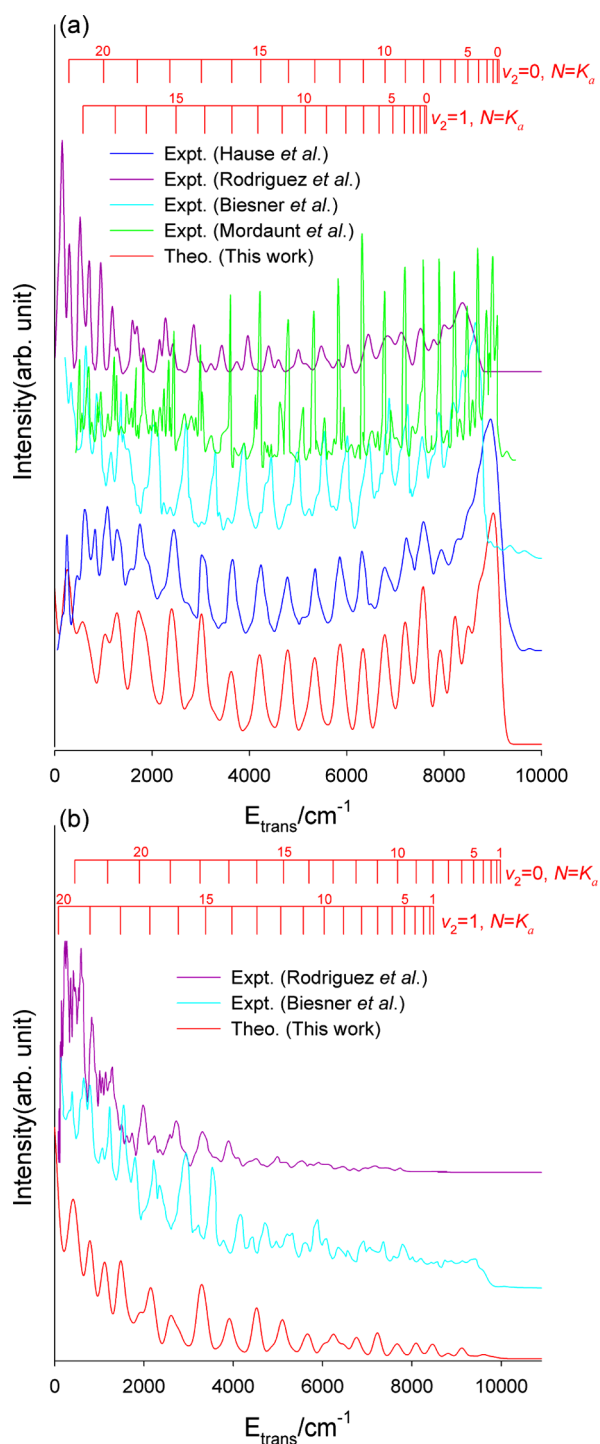 (a)
20 15 10 5 0
v₂=0, N=Kₐ
15 10 5 0
v₂=1, N=Kₐ
Expt. (Hause et al.)
Expt. (Rodriguez et al.)
Expt. (Biesner et al.)
Expt. (Mordaunt et al.)
Theo. (This work)
Intensity(arb. unit)
0 2000 4000 6000 8000 10000
E_trans/cm⁻¹
(b)
20 15 10 5 1
v₂=0, N=Kₐ
20 15 10 5 1
v₂=1, N=Kₐ
Expt. (Rodriguez et al.)
Expt. (Biesner et al.)
Theo. (This work)
Intensity(arb. unit)
0 2000 4000 6000 8000 10000
E_trans/cm⁻¹